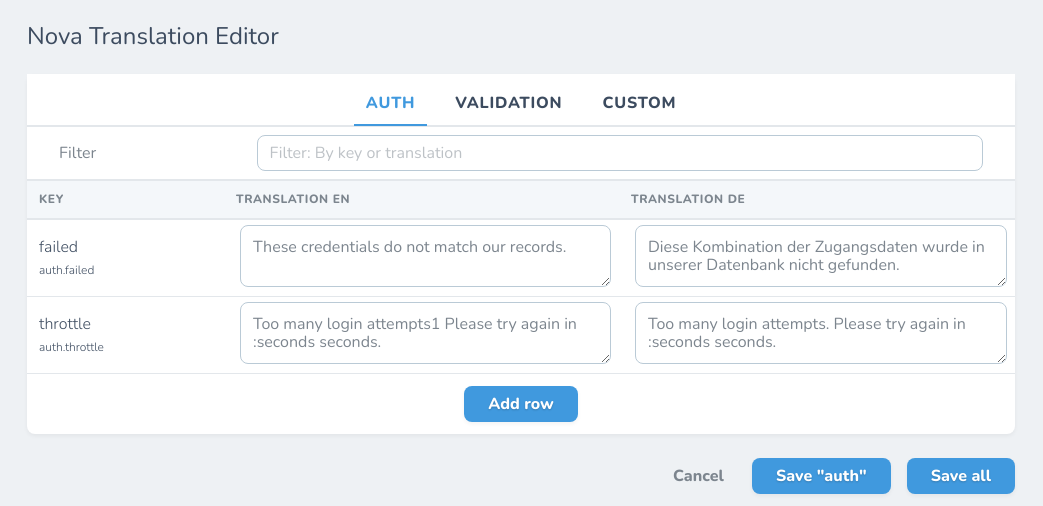 Nova Translation Editor
AUTH VALIDATION CUSTOM
Filter Filter: By key or translation
KEY TRANSLATION EN TRANSLATION DE
failed
auth.failed
These credentials do not match our records.
Diese Kombination der Zugangsdaten wurde in
unserer Datenbank nicht gefunden.
throttle
auth.throttle
Too many login attempts1 Please try again in
:seconds seconds.
Too many login attempts. Please try again in
:seconds seconds.
Add row
Cancel Save "auth" Save all